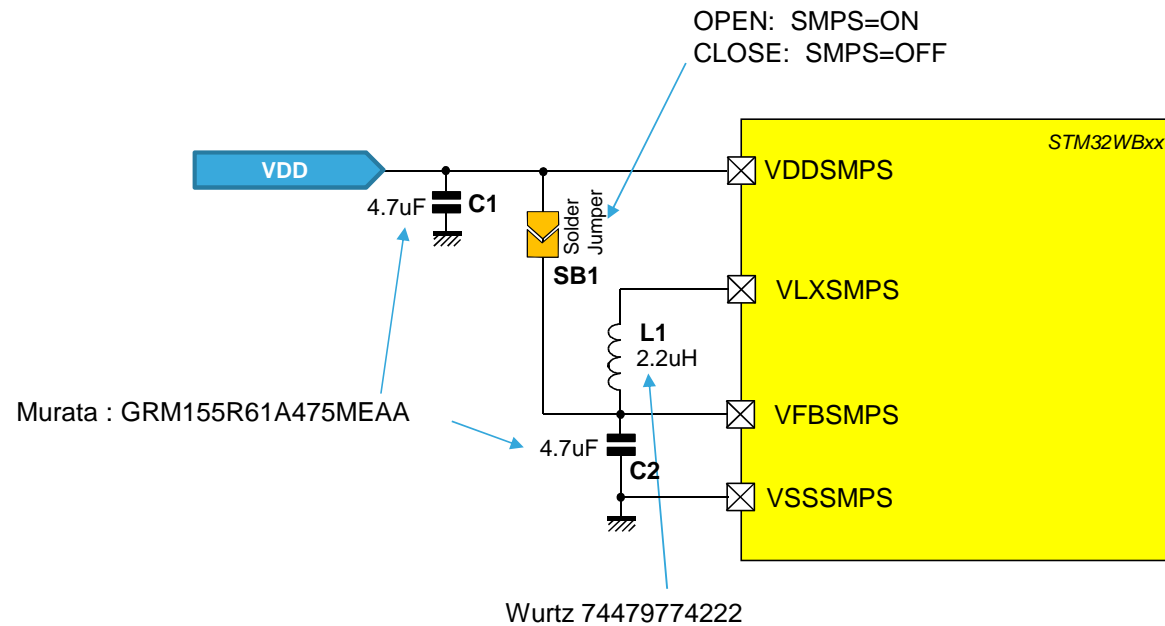 OPEN:  SMPS=ON
CLOSE:  SMPS=OFF
STM32WBxx
VDD
VDDSMPS
4.7uF
C1
Solder
Jumper
SB1
VLXSMPS
L1
2.2uH
Murata : GRM155R61A475MEAA
VFBSMPS
4.7uF
C2
VSSSMPS
Wurtz 74479774222